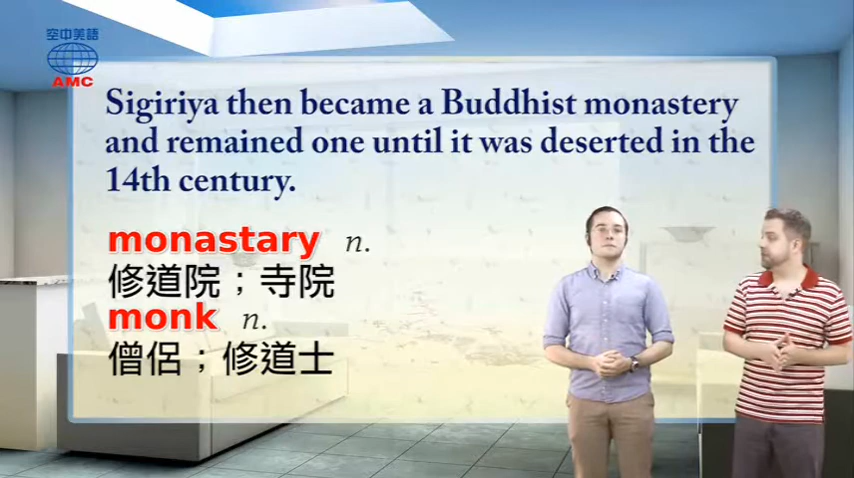 空中美語
AMC
Sigiriya then became a Buddhist monastery
and remained one until it was deserted in the
14th century.
monastary n.
修道院；寺院
monk n.
僧侶；修道士